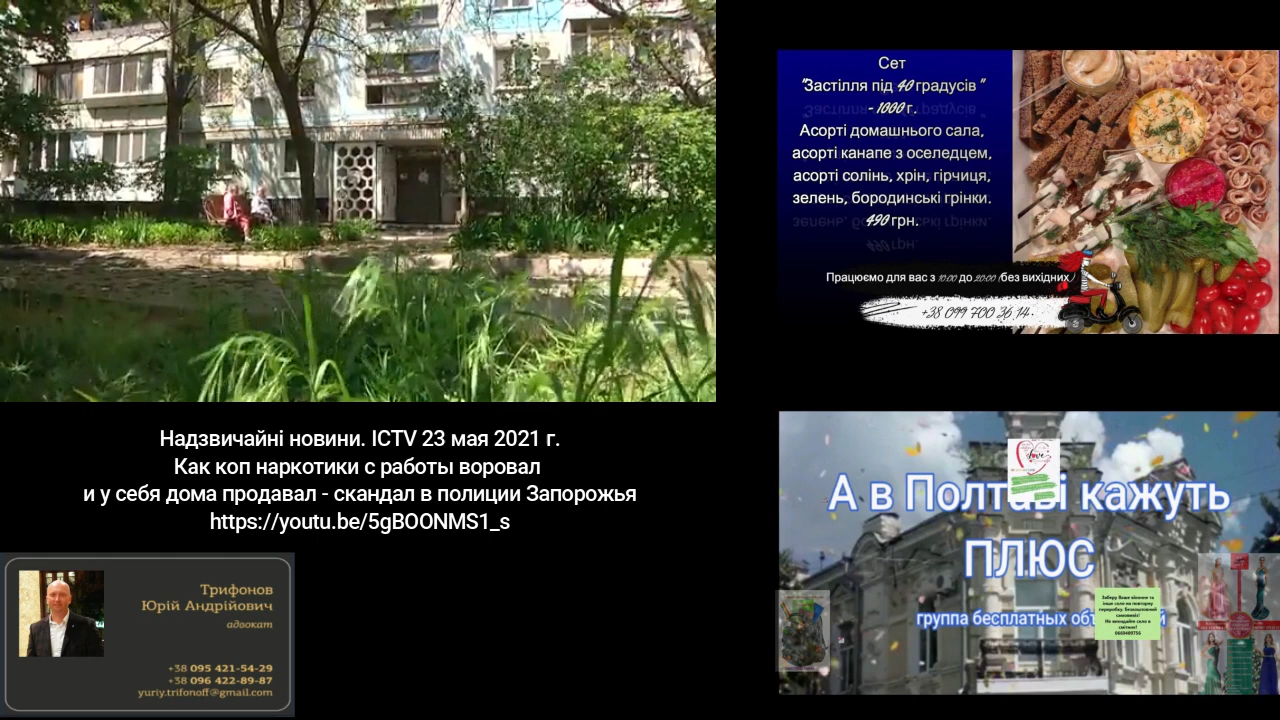 Сет
"Застілля під 40 градусів "
- 1000 г.
Асорті домашнього сала,
асорті канапе з оселедцем,
асорті солінь, хрін, гірчиця,
зелень, бородинські грінки.
490 грн.
Працюємо для вас з 10:00 до 20:00 (без вихідних)
+38 099 700 26 14
Надзвичайні новини. ICTV 23 мая 2021 г.
Как коп наркотики с работы воровал
и у себя дома продавал - скандал в полиции Запорожья
https://youtu.be/5gBOONMS1_s
Трифонов
Юрій Андрійович
адвокат
+38 095 421-54-29
+38 096 422-89-87
yuriy.trifonoff@gmail.com
А в Полтаві кажуть
ПЛЮС
love
группа бесплатных